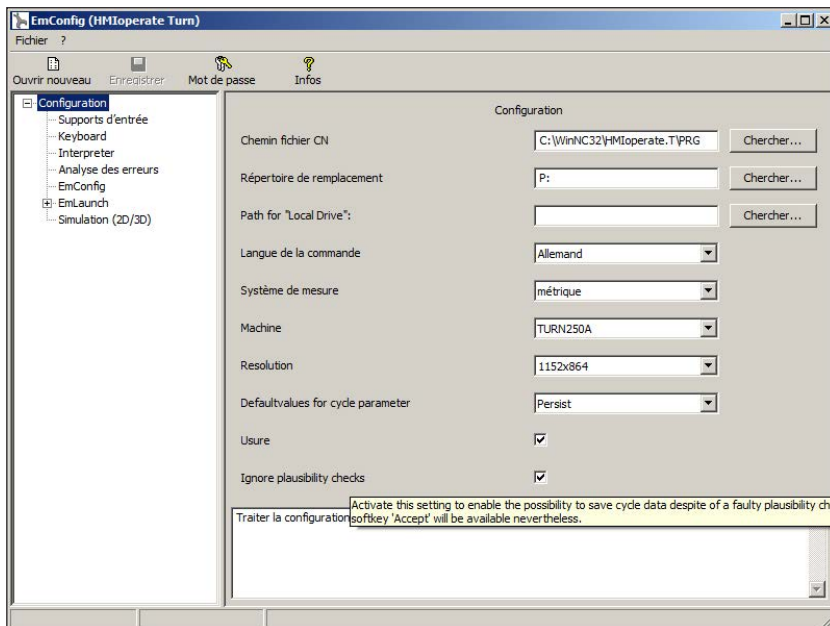 EmConfig (HMIoperate Turn)
Fichier ?
Ouvrir nouveau Enregistrer Mot de passe Infos
Configuration
Supports d'entrée
Keyboard
Interpreter
Analyse des erreurs
EmConfig
EmLaunch
Simulation (2D/3D)
Configuration
Chemin fichier CN C:\WinNC32\HMIoperate.T\PRG Chercher...
Répertoire de remplacement P: Chercher...
Path for "Local Drive": Chercher...
Langue de la commande Allemand
Système de mesure métrique
Machine TURN250A
Resolution 1152x864
Defaultvalues for cycle parameter Persist
Usure
Ignore plausibility checks
Activate this setting to enable the possibility to save cycle data despite of a faulty plausibility ch
Traiter la configuration softkey 'Accept' will be available nevertheless.